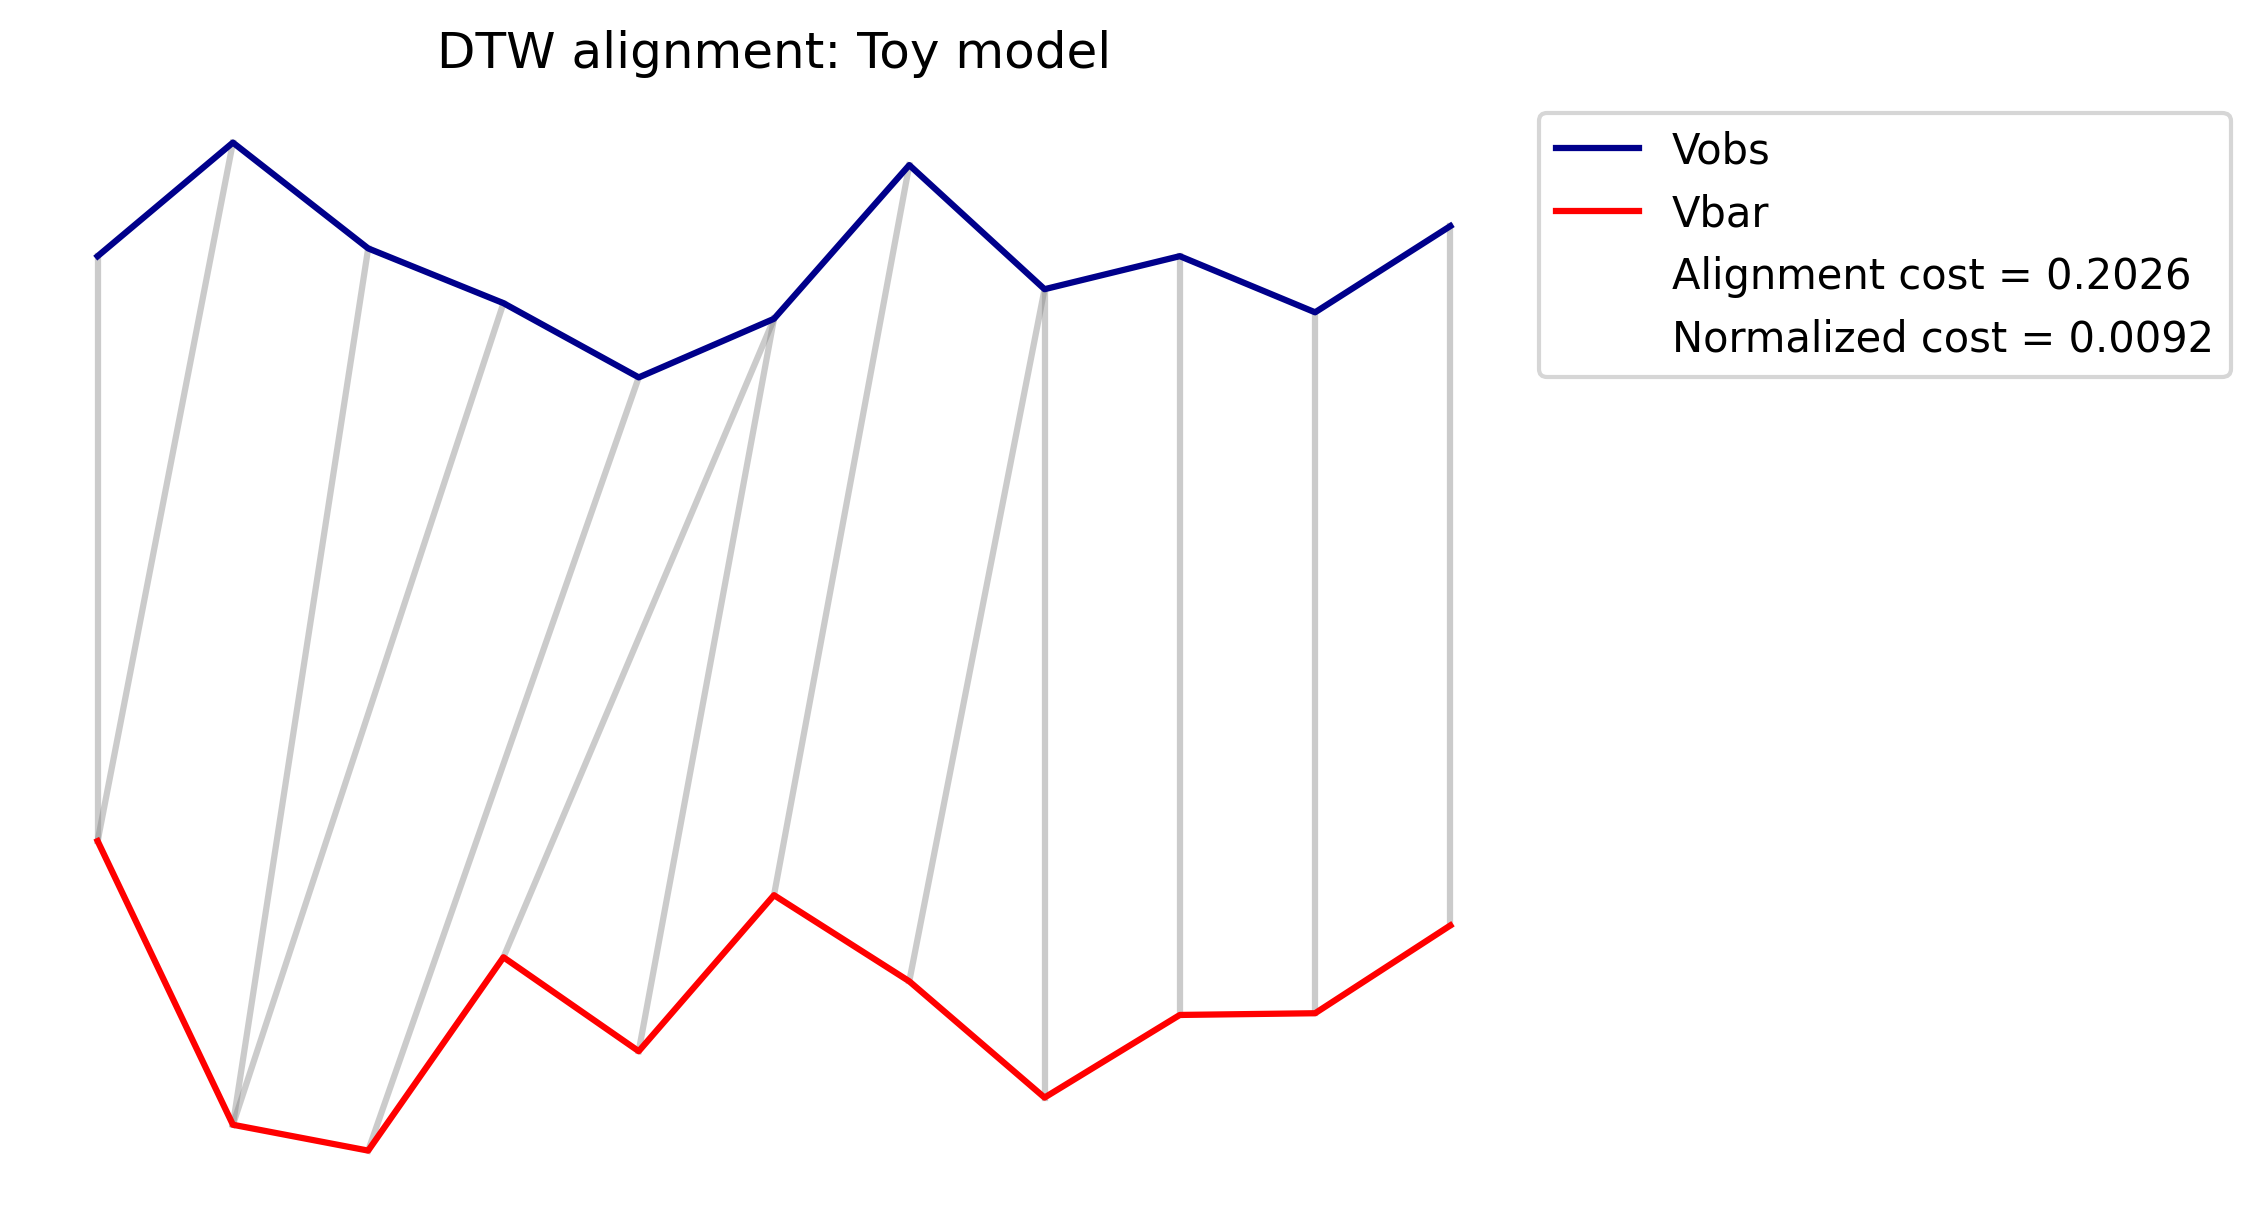 DTW alignment: Toy model
Vobs
Vbar
Alignment cost = 0.2026
Normalized cost = 0.0092